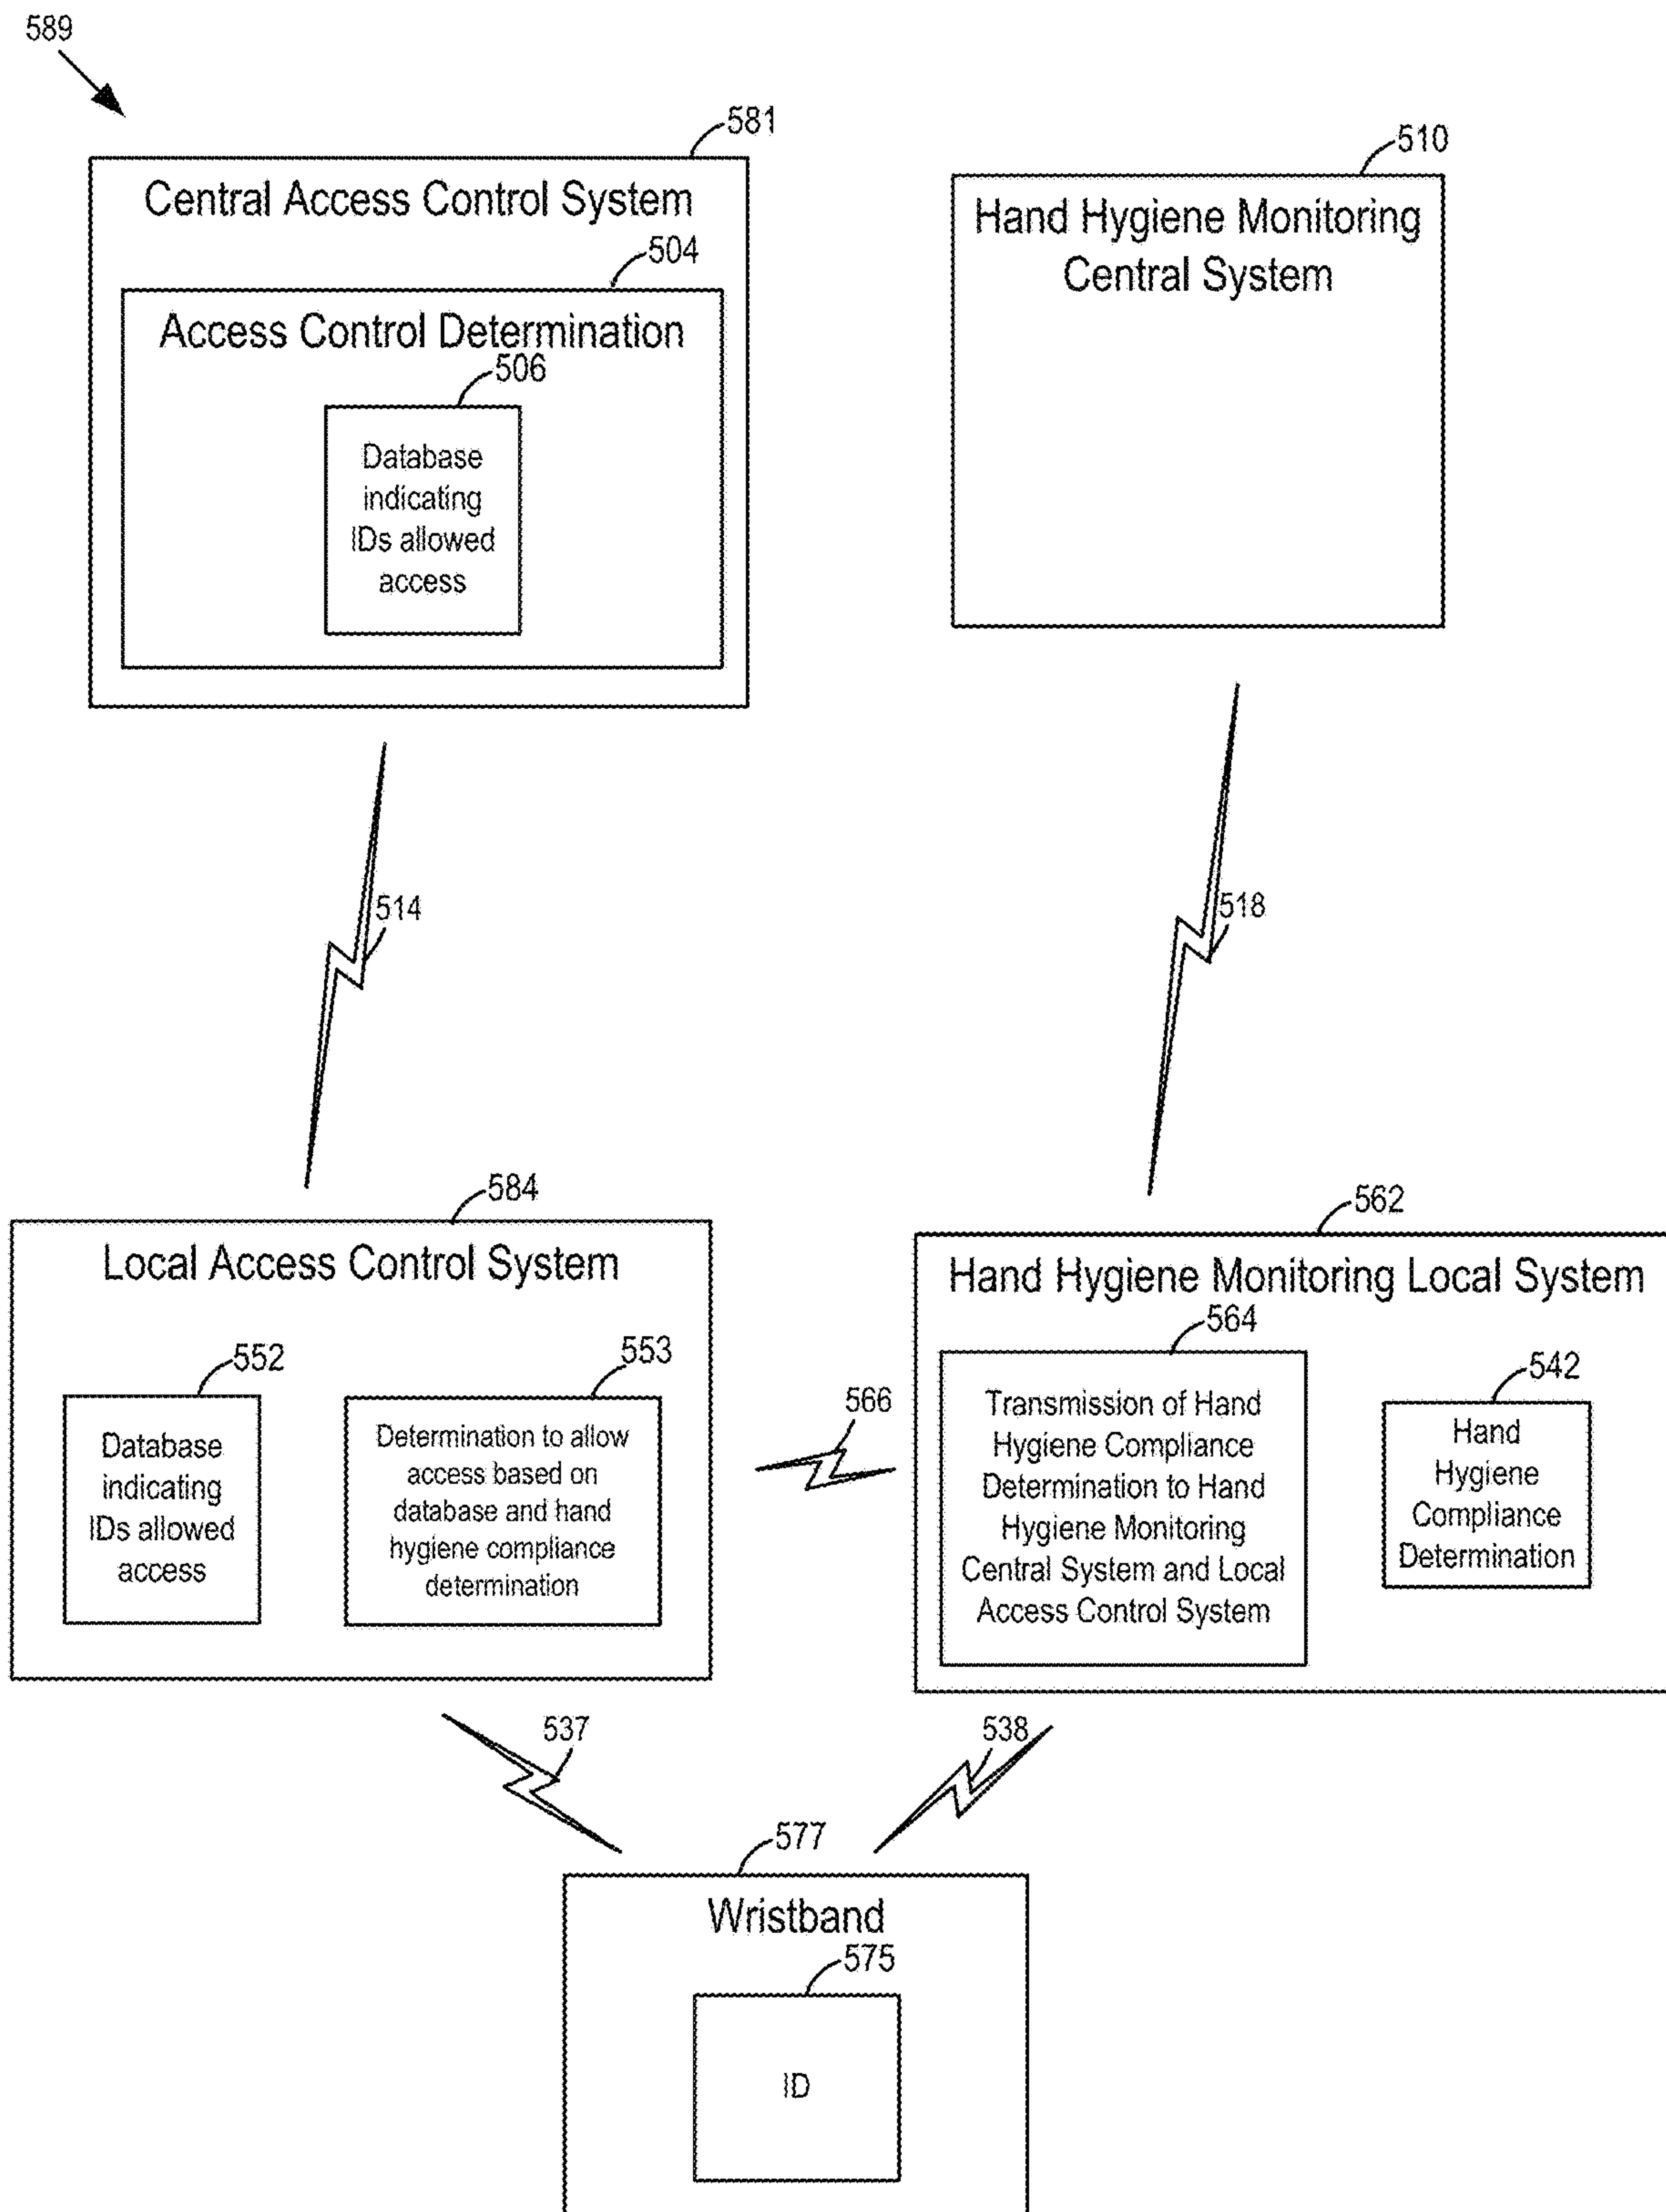 589
581
Central Access Control System
504
Access Control Determination
506
Database
indicating
IDs allowed
access
510
Hand Hygiene Monitoring
Central System
514
518
584
Local Access Control System
552
Database
indicating
IDs allowed
access
553
Determination to allow
access based on
database and hand
hygiene compliance
determination
566
562
Hand Hygiene Monitoring Local System
564
Transmission of Hand
Hygiene Compliance
Determination to Hand
Hygiene Monitoring
Central System and Local
Access Control System
542
Hand
Hygiene
Compliance
Determination
537
538
577
Wristband
575
ID